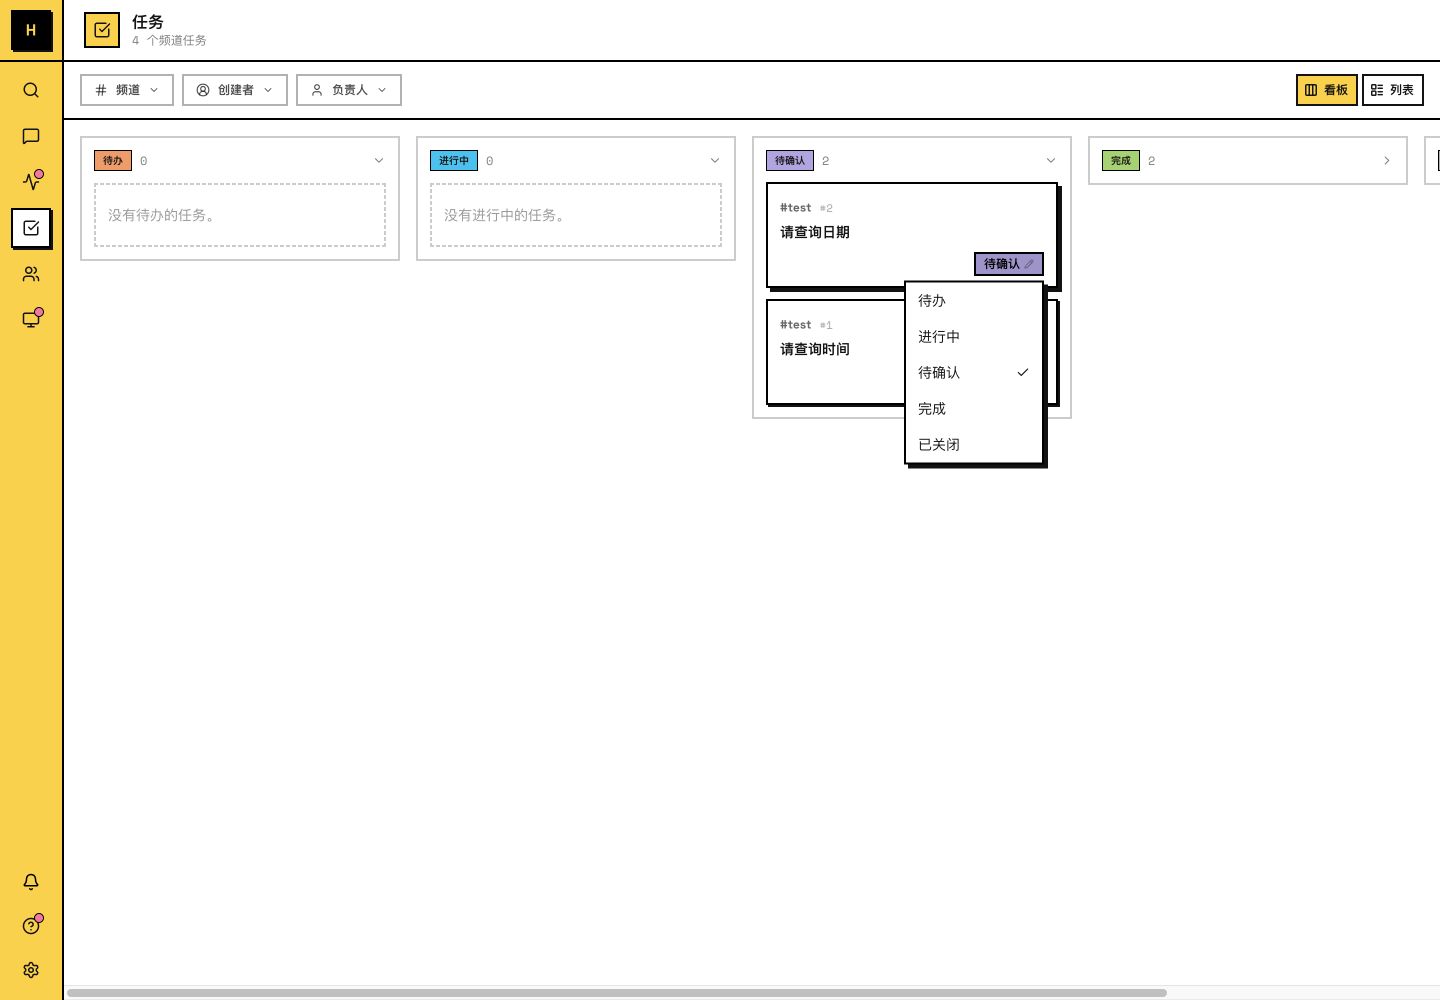 H
任务
4 个频道任务
频道
创建者
负责人
看板
列表
待办 0
没有待办的任务。
进行中 0
没有进行中的任务。
待确认 2
#test #2
请查询日期
待确认
#test #1
请查询时间
待办
进行中
待确认
完成
已关闭
完成 2